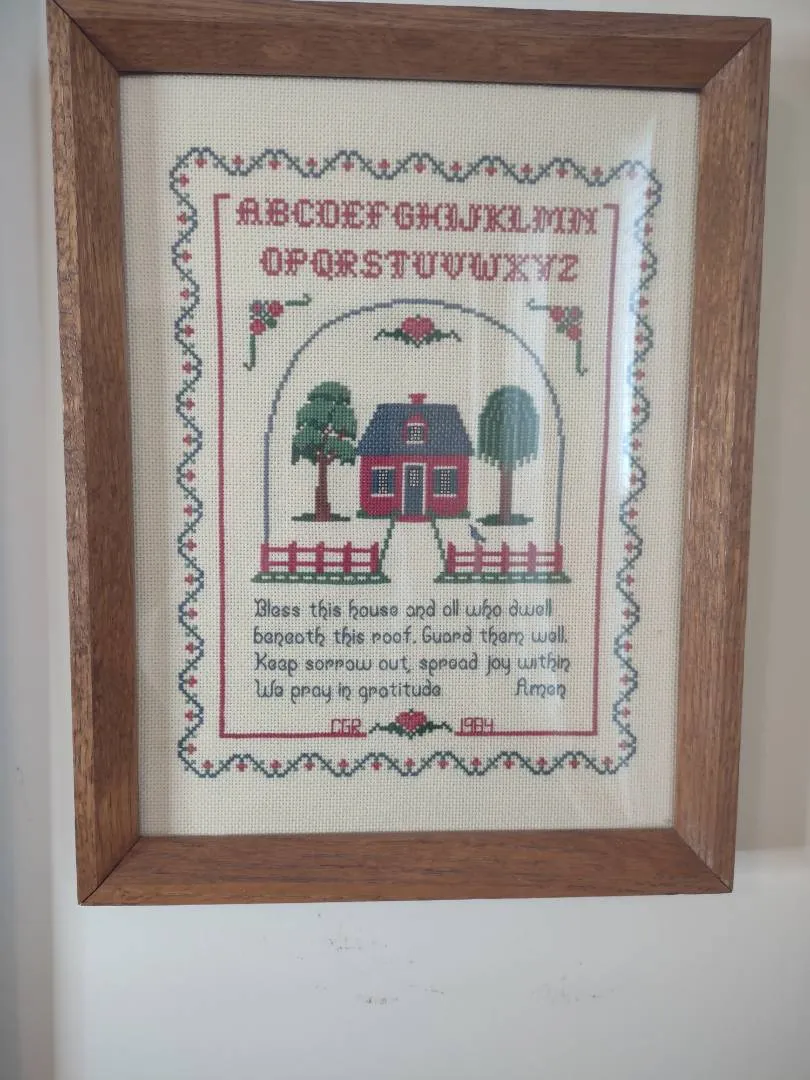 ABCDEFGHIJKLMN
OPQRSTUVWXYZ
Bless this house and all who dwell
beneath this roof. Guard them well.
Keep sorrow out, spread joy within
We pray in gratitude Amen
CGR 1984